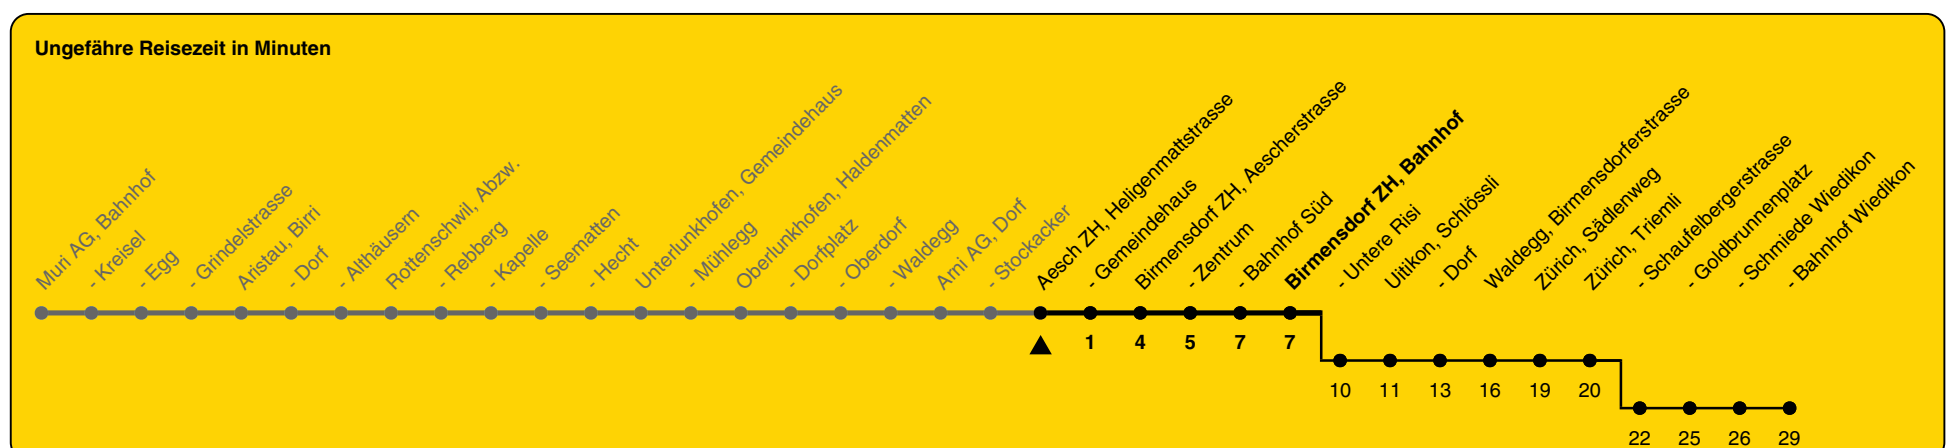 Ungefähre Reisezeit in Minuten
Muri AG, Bahnhof
- Kreisel
- Egg
- Grindelstrasse
Aristau, Birri
- Dorf
- Althäusern
Rottenschwil, Abzw.
- Rebberg
- Kapelle
- Seematten
- Hecht
Unterlunkhofen, Gemeindehaus
- Mühlegg
Oberlunkhofen, Haldenmatten
- Dorfplatz
- Oberdorf
- Waldegg
Arni AG, Dorf
- Stockacker
Aesch ZH, Heligenmattstrasse
- Gemeindehaus
Birmensdorf ZH, Aescherstrasse
- Zentrum
- Bahnhof Süd
Birmensdorf ZH, Bahnhof
- Untere Risi
Uitikon, Schlössli
- Dorf
Waldegg, Birmensdorferstrasse
Zürich, Sädlenweg
Zürich, Triemli
- Schaufelbergerstrasse
- Goldbrunnenplatz
- Schmiede Wiedikon
- Bahnhof Wiedikon
1 4 5 7 7
10 11 13 16 19 20
22 25 26 29